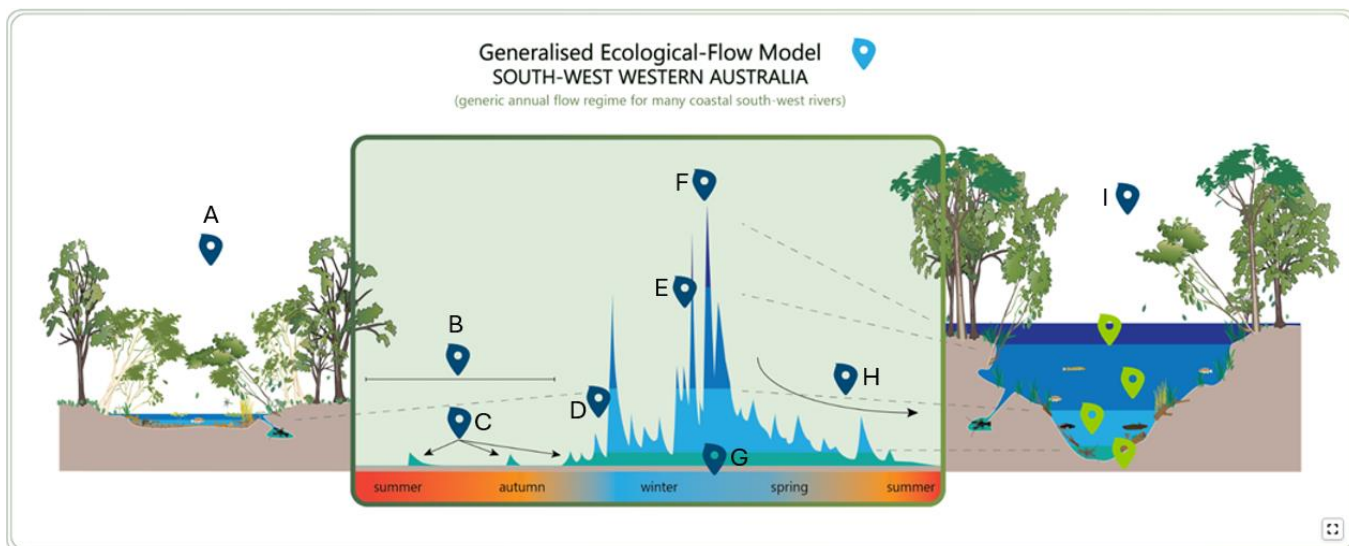 Generalised Ecological-Flow Model
SOUTH-WEST WESTERN AUSTRALIA
(generic annual flow regime for many coastal south-west rivers)
A
B
C
D
E
F
G
H
I
summer autumn winter spring summer